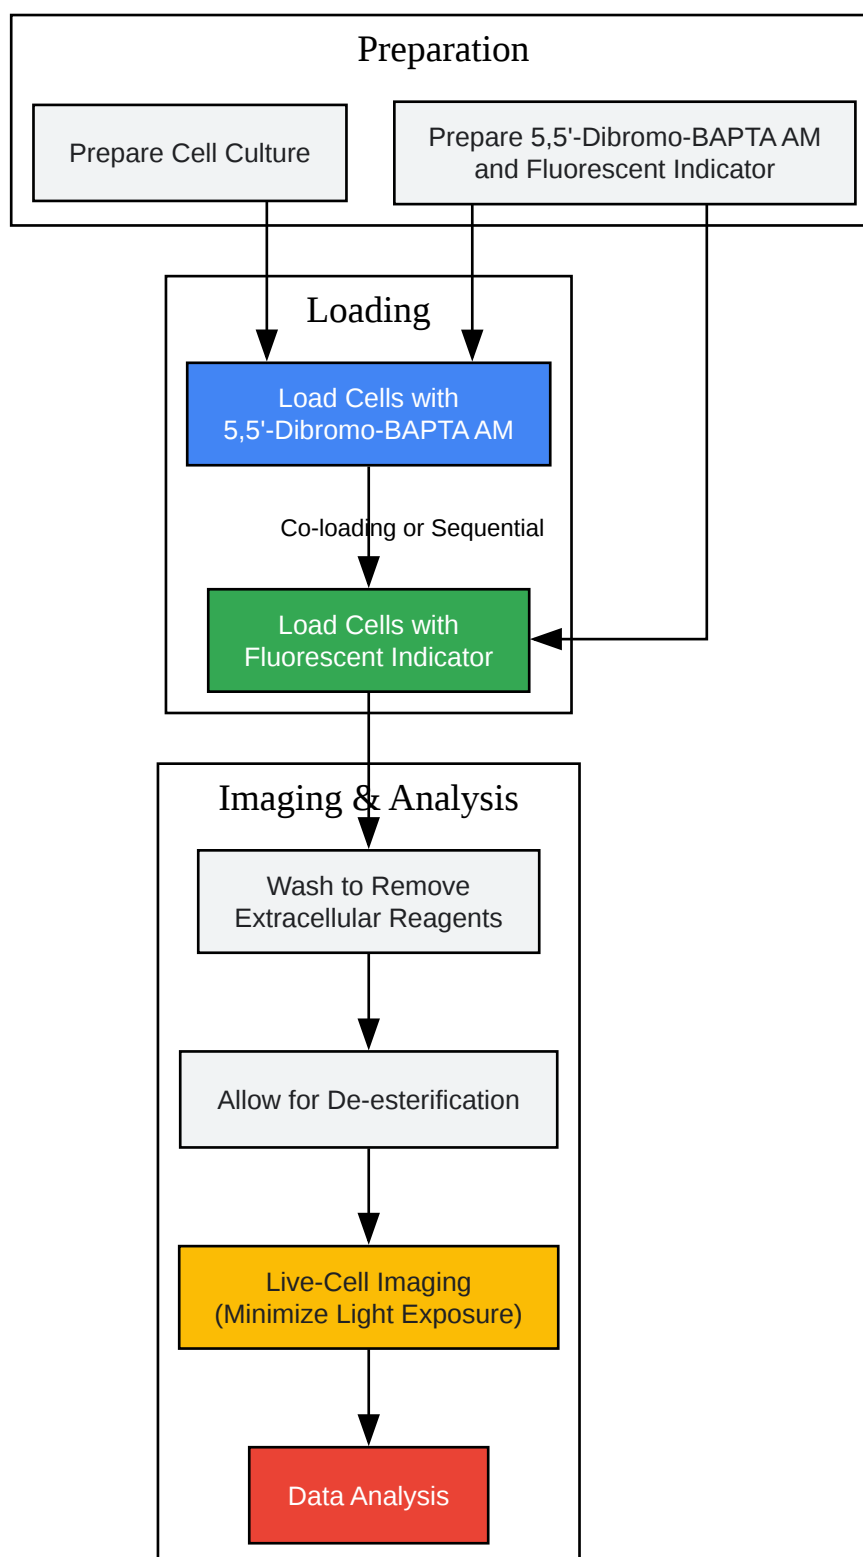 Preparation
Prepare Cell Culture
Prepare 5,5'-Dibromo-BAPTA AM
and Fluorescent Indicator
Loading
Load Cells with
5,5'-Dibromo-BAPTA AM
Co-loading or Sequential
Load Cells with
Fluorescent Indicator
Imaging & Analysis
Wash to Remove
Extracellular Reagents
Allow for De-esterification
Live-Cell Imaging
(Minimize Light Exposure)
Data Analysis